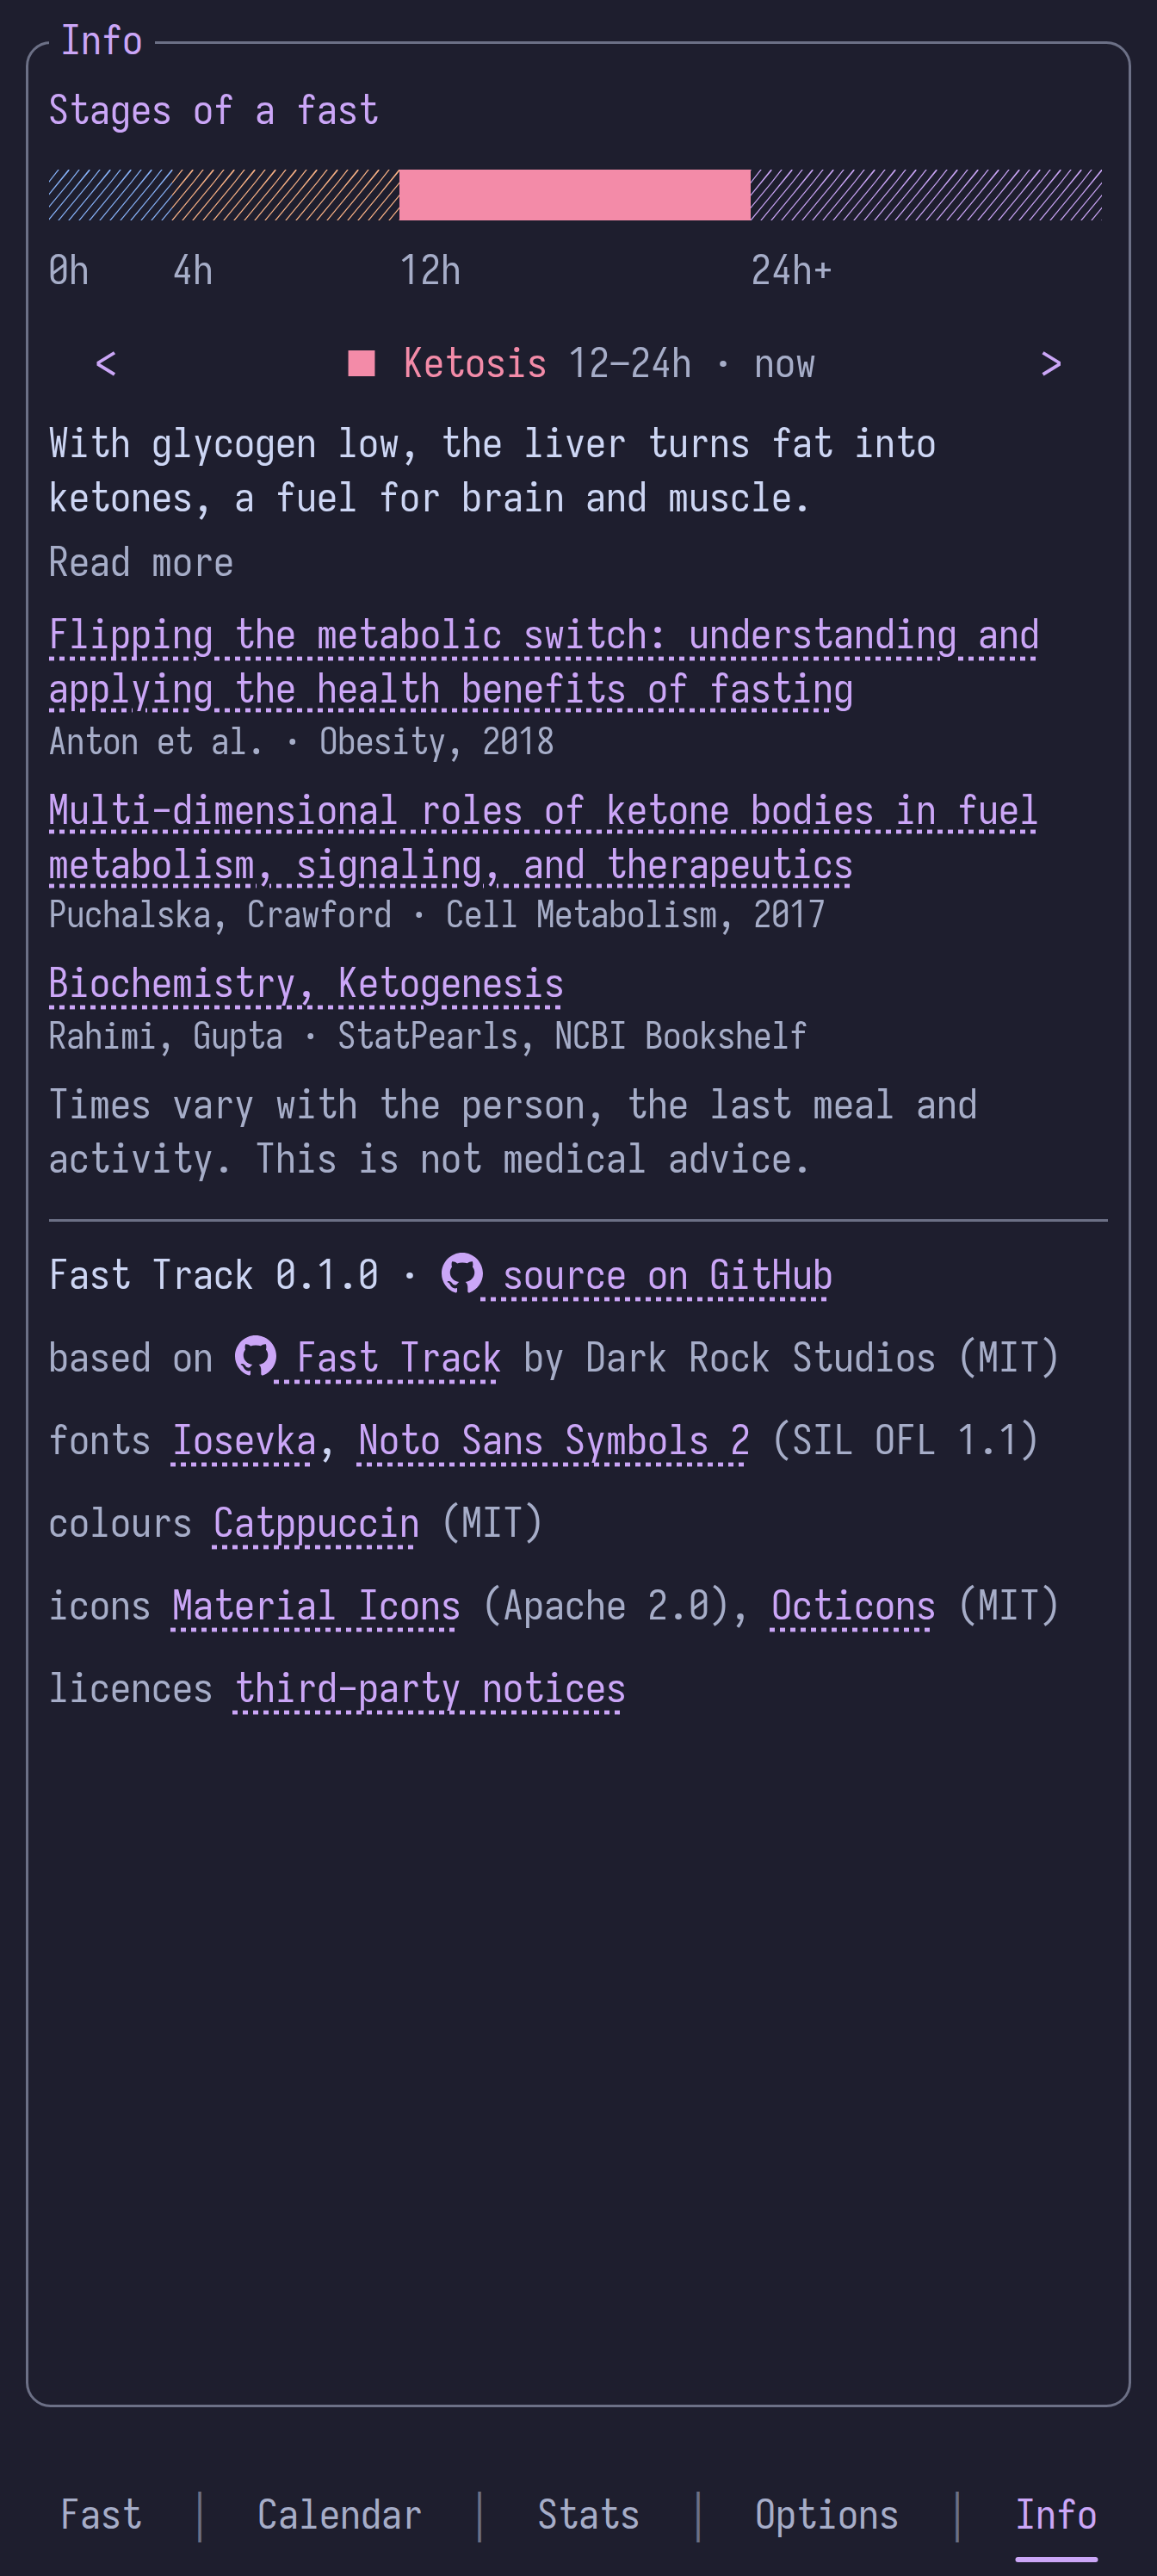 Info
Stages of a fast
0h 4h 12h 24h+
< Ketosis 12–24h · now >
With glycogen low, the liver turns fat into
ketones, a fuel for brain and muscle.
Read more
Flipping the metabolic switch: understanding and
applying the health benefits of fasting
Anton et al. · Obesity, 2018
Multi-dimensional roles of ketone bodies in fuel
metabolism, signaling, and therapeutics
Puchalska, Crawford · Cell Metabolism, 2017
Biochemistry, Ketogenesis
Rahimi, Gupta · StatPearls, NCBI Bookshelf
Times vary with the person, the last meal and
activity. This is not medical advice.
Fast Track 0.1.0 · source on GitHub
based on Fast Track by Dark Rock Studios (MIT)
fonts Iosevka, Noto Sans Symbols 2 (SIL OFL 1.1)
colours Catppuccin (MIT)
icons Material Icons (Apache 2.0), Octicons (MIT)
licences third-party notices
Fast | Calendar | Stats | Options | Info